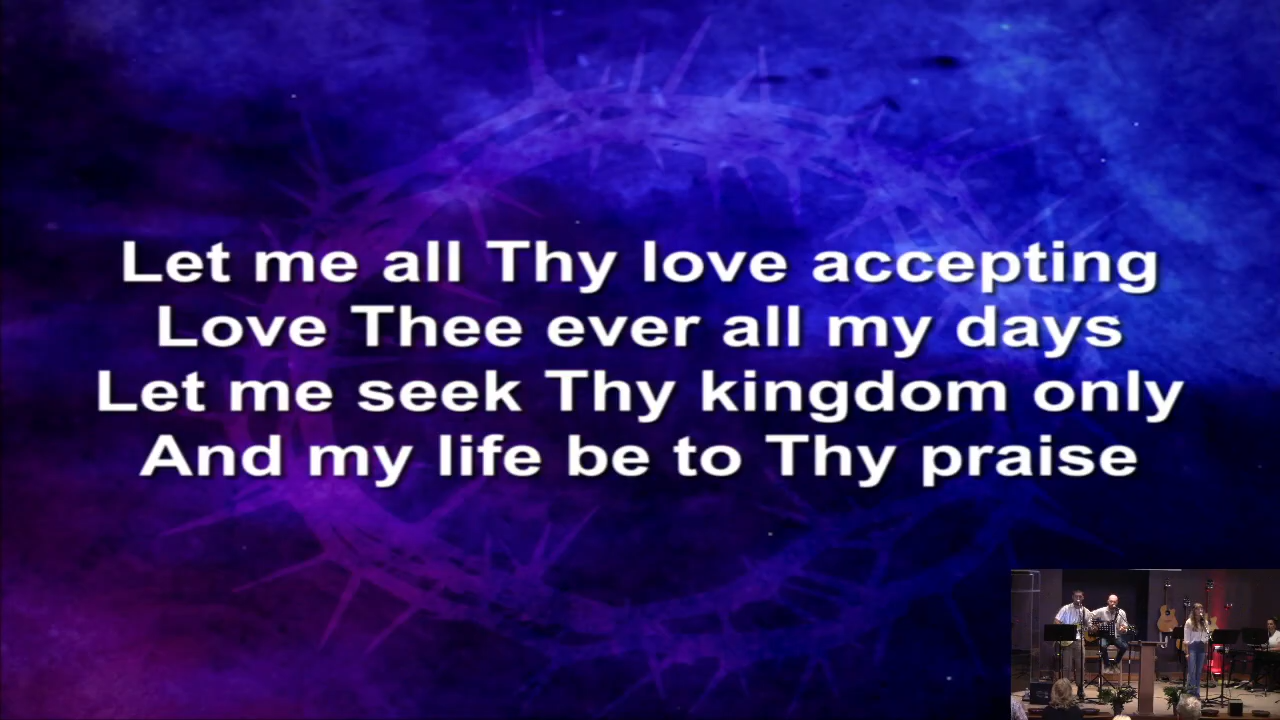 Let me all Thy love accepting
Love Thee ever all my days
Let me seek Thy kingdom only
And my life be to Thy praise